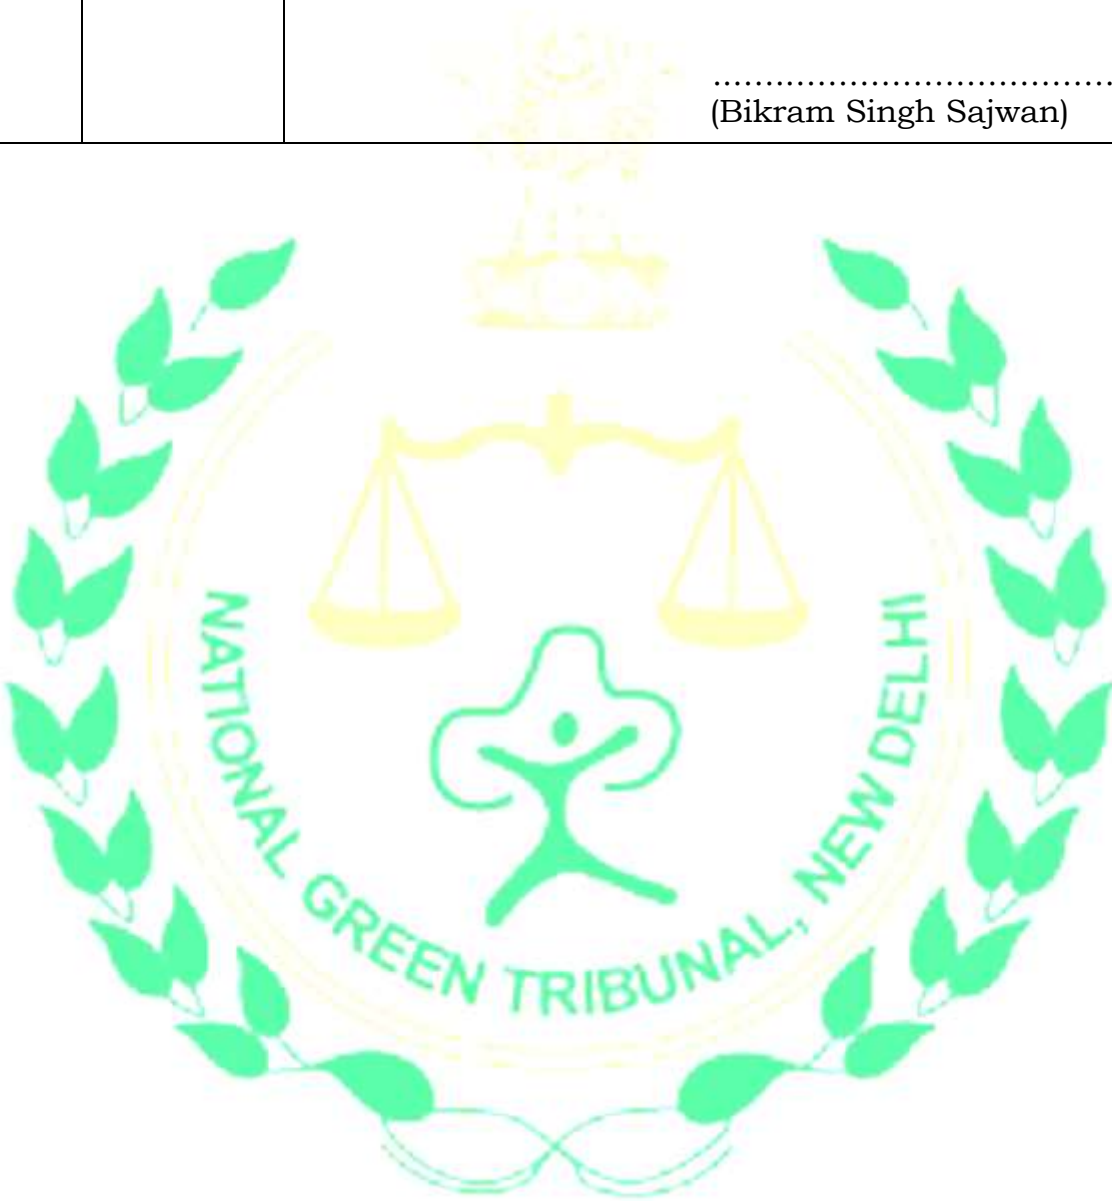 ........................................
(Bikram Singh Sajwan)
NATIONAL GREEN TRIBUNAL, NEW DELHI